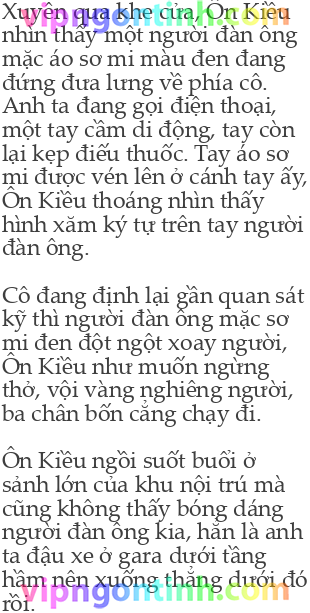 Xuyên qua khe cửa, Ôn Kiều
nhìn thấy một người đàn ông
mặc áo sơ mi màu đen đang
đứng đưa lưng về phía cô.
Anh ta đang gọi điện thoại,
một tay cầm di động, tay còn
lại kẹp điếu thuốc. Tay áo sơ
mi được vén lên ở cánh tay ấy,
Ôn Kiều thoáng nhìn thấy
hình xăm ký tự trên tay người
đàn ông.
Cô đang định lại gần quan sát
kỹ thì người đàn ông mặc sơ
mi đen đột ngột xoay người,
Ôn Kiều như muốn ngừng
thở, vội vàng nghiêng người,
ba chân bốn cẳng chạy đi.
Ôn Kiều ngồi suốt buổi ở
sảnh lớn của khu nội trú mà
cũng không thấy bóng dáng
người đàn ông kia, hẳn là anh
ta đậu xe ở gara dưới tầng
hầm nên xuống thẳng dưới đó
rồi.
vipngontinh.com
vipngontinh.com